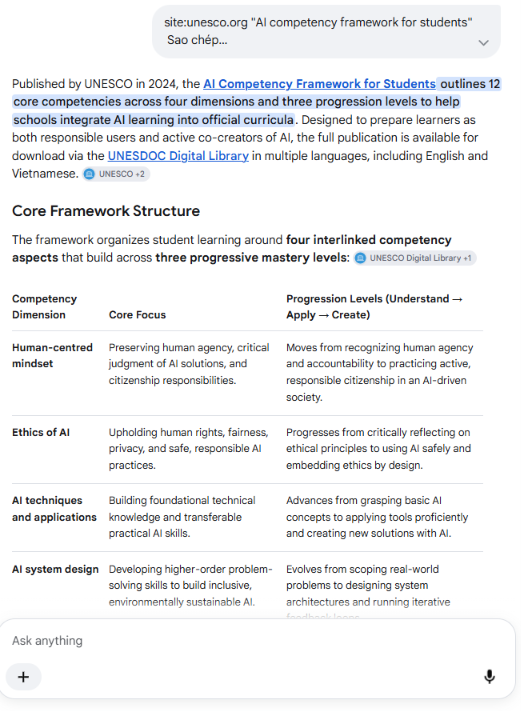 site:unesco.org "AI competency framework for students"
Sao chép...
Published by UNESCO in 2024, the AI Competency Framework for Students outlines 12
core competencies across four dimensions and three progression levels to help
schools integrate AI learning into official curricula. Designed to prepare learners as
both responsible users and active co-creators of AI, the full publication is available for
download via the UNESDOC Digital Library in multiple languages, including English and
Vietnamese. UNESCO +2
Core Framework Structure
The framework organizes student learning around four interlinked competency
aspects that build across three progressive mastery levels: UNESCO Digital Library +1
Competency
Dimension
Core Focus
Progression Levels (Understand →
Apply → Create)
Human-centred
mindset
Preserving human agency, critical
judgment of AI solutions, and
citizenship responsibilities.
Moves from recognizing human agency
and accountability to practicing active,
responsible citizenship in an AI-driven
society.
Ethics of AI
Upholding human rights, fairness,
privacy, and safe, responsible AI
practices.
Progresses from critically reflecting on
ethical principles to using AI safely and
embedding ethics by design.
AI techniques
and applications
Building foundational technical
knowledge and transferable
practical AI skills.
Advances from grasping basic AI
concepts to applying tools proficiently
and creating new solutions with AI.
AI system design
Developing higher-order problem-
solving skills to build inclusive,
environmentally sustainable AI.
Evolves from scoping real-world
problems to designing system
architectures and running iterative
Ask anything